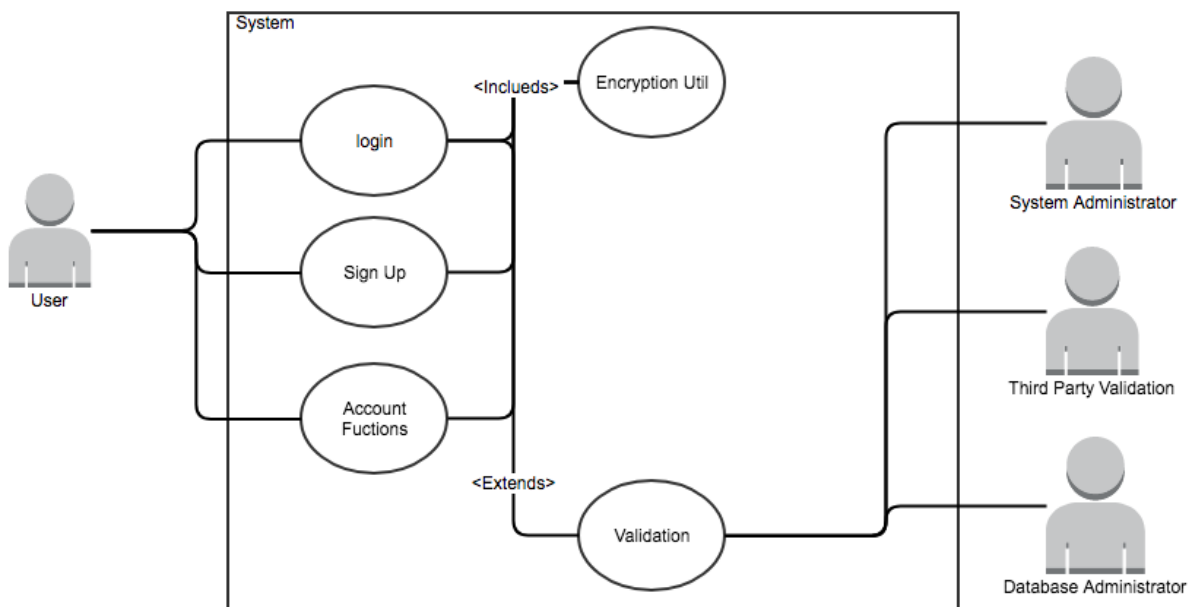 System
<Inclueds>
Encryption Util
login
System Administrator
Sign Up
User
Third Party Validation
Account
Fuctions
<Extends>
Validation
Database Administrator